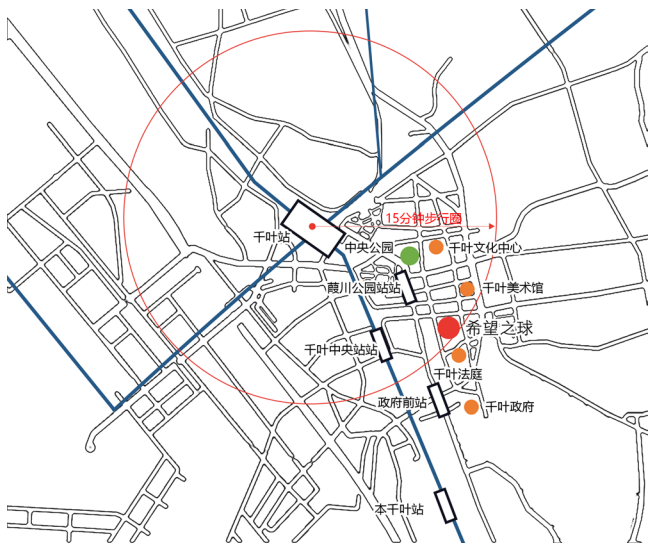 15分钟步行圈
千叶站
中央公园
千叶文化中心
葭川公园站站
千叶美术馆
希望之球
千叶中央站站
千叶法庭
政府前站
千叶政府
本千叶站